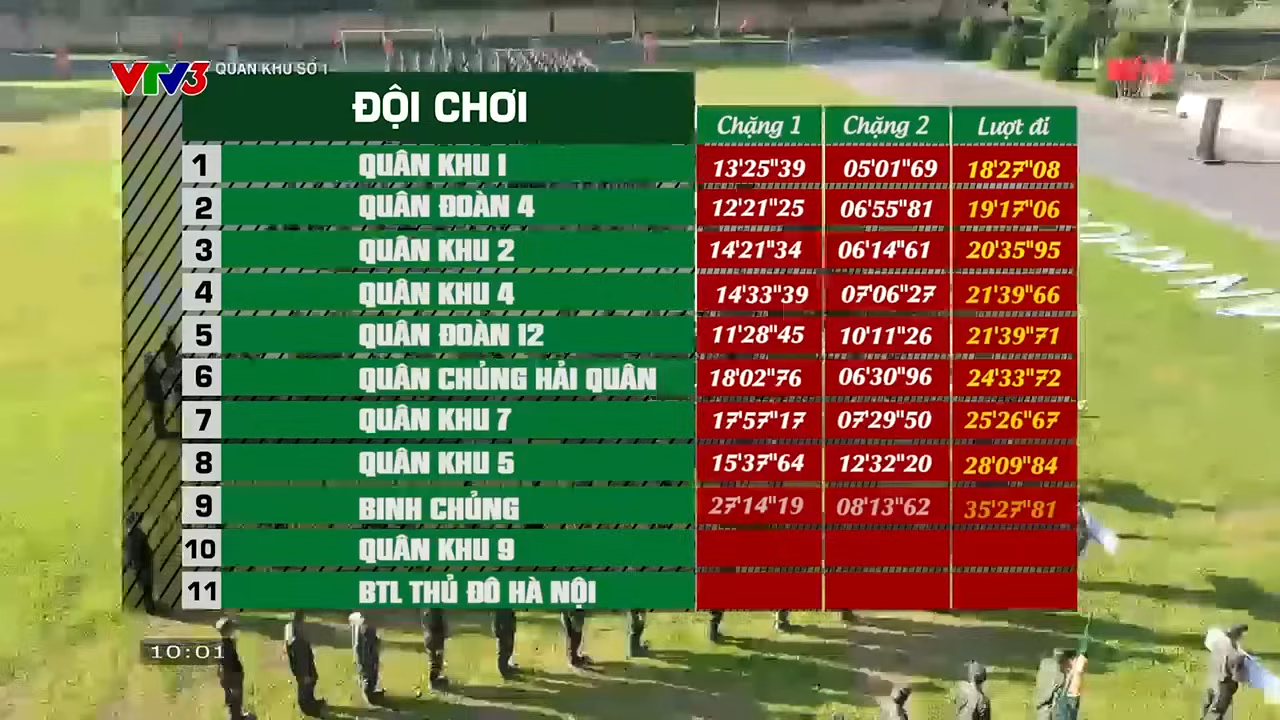 VTV3 QUÂN KHU SỐ 1
ĐỘI CHƠI Chặng 1 Chặng 2 Lượt đi
1 QUÂN KHU 1 13'25"39 05'01"69 18'27"08
2 QUÂN ĐOÀN 4 12'21"25 06'55"81 19'17"06
3 QUÂN KHU 2 14'21"34 06'14"61 20'35"95
4 QUÂN KHU 4 14'33"39 07'06"27 21'39"66
5 QUÂN ĐOÀN 12 11'28"45 10'11"26 21'39"71
6 QUÂN CHỦNG HẢI QUÂN 18'02"76 06'30"96 24'33"72
7 QUÂN KHU 7 17'57"17 07'29"50 25'26"67
8 QUÂN KHU 5 15'37"64 12'32"20 28'09"84
9 BINH CHỦNG 27'14"19 08'13"62 35'27"81
10 QUÂN KHU 9
11 BTL THỦ ĐÔ HÀ NỘI
10:01